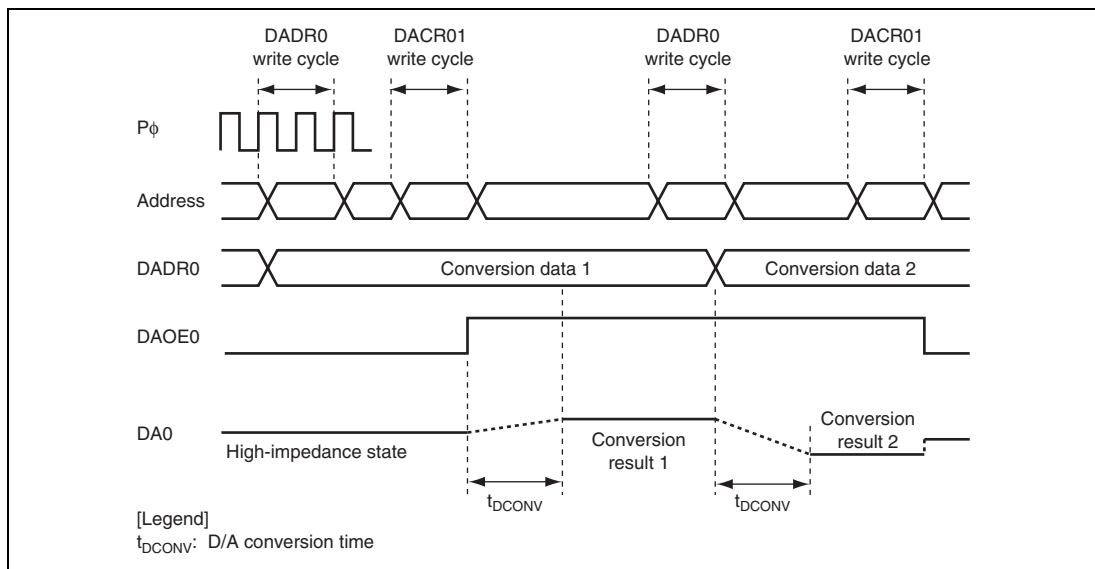 DADR0
write cycle
DACR01
write cycle
DADR0
write cycle
DACR01
write cycle
Pϕ
Address
DADR0
Conversion data 1
Conversion data 2
DAOE0
DA0
High-impedance state
Conversion
result 1
Conversion
result 2
tDCONV
tDCONV
[Legend]
tDCONV: D/A conversion time